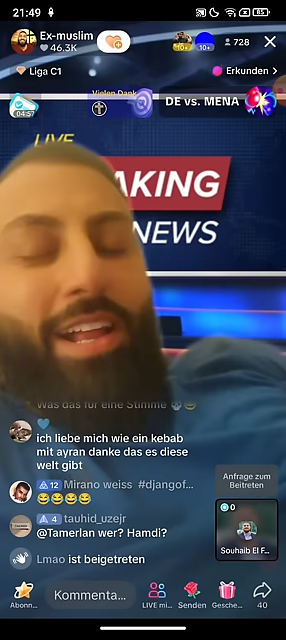 21:49
65
Ex-muslim
46.3K
10+
10+
728
Liga C1
Erkunden >
04:57
Vielen Dank
DE vs. MENA
LIVE
AKING
NEWS
Was das für eine Stimme 💀😄
🩵
ich liebe mich wie ein kebab
mit ayran danke das es diese
welt gibt
12 Mirano weiss #djangof...
😂😂😂😂
4 tauhid_uzejr
@Tamerlan wer? Hamdi?
Lmao ist beigetreten
Anfrage zum
Beitreten
0
Souhaib El F...
Abonn...
Kommenta...
LIVE mi...
Senden
Gesche...
40